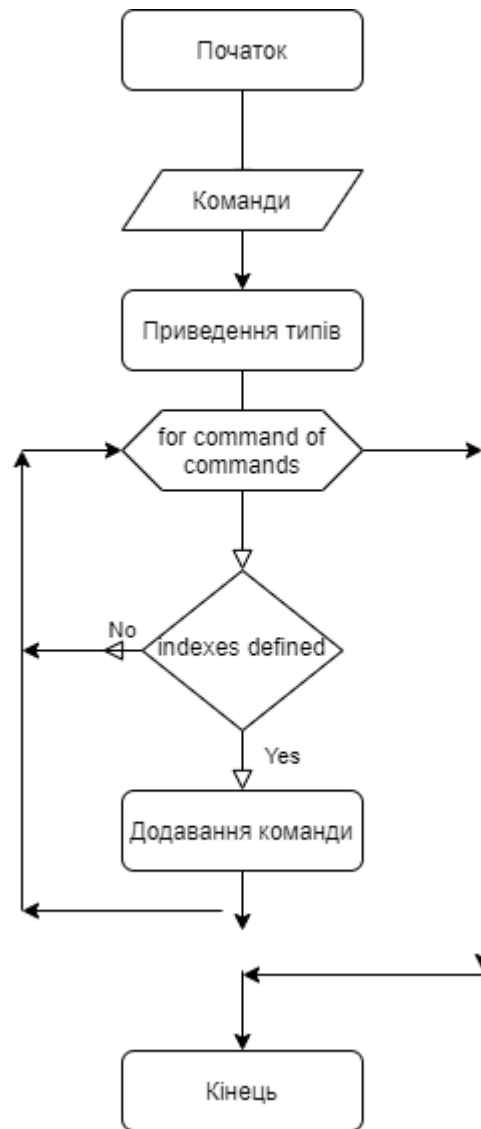 Початок
Команди
Приведення типів
for command of
commands
No
indexes defined
Yes
Додавання команди
Кінець